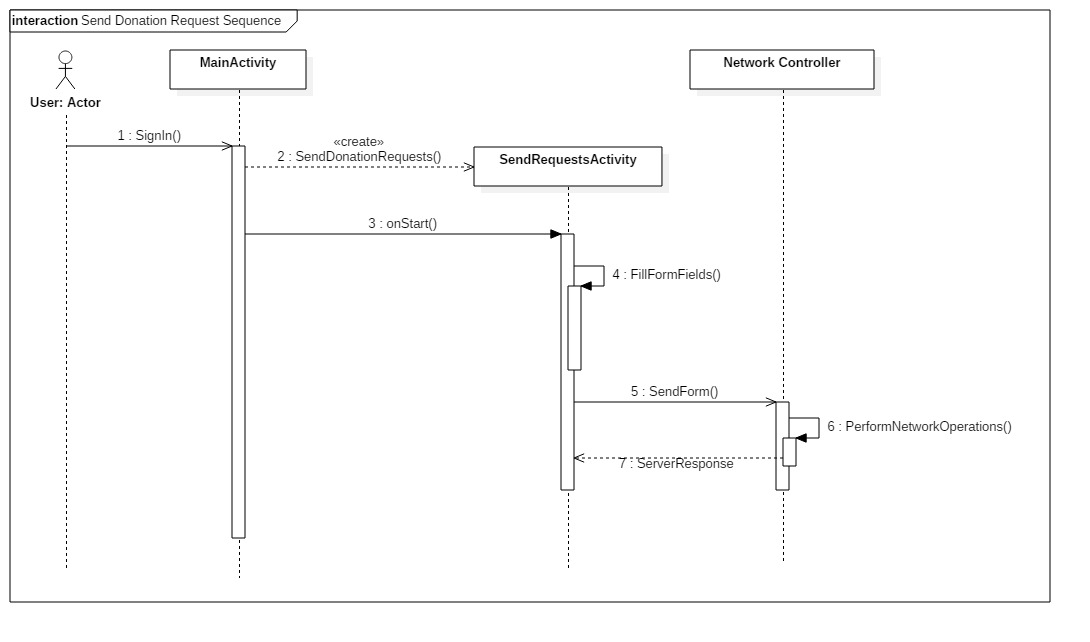 interaction Send Donation Request Sequence
MainActivity
Network Controller
User: Actor
1 : SignIn()
«create»
2 : SendDonationRequests()
SendRequestsActivity
3 : onStart()
4 : FillFormFields()
5 : SendForm()
6 : PerformNetworkOperations()
7 : ServerResponse